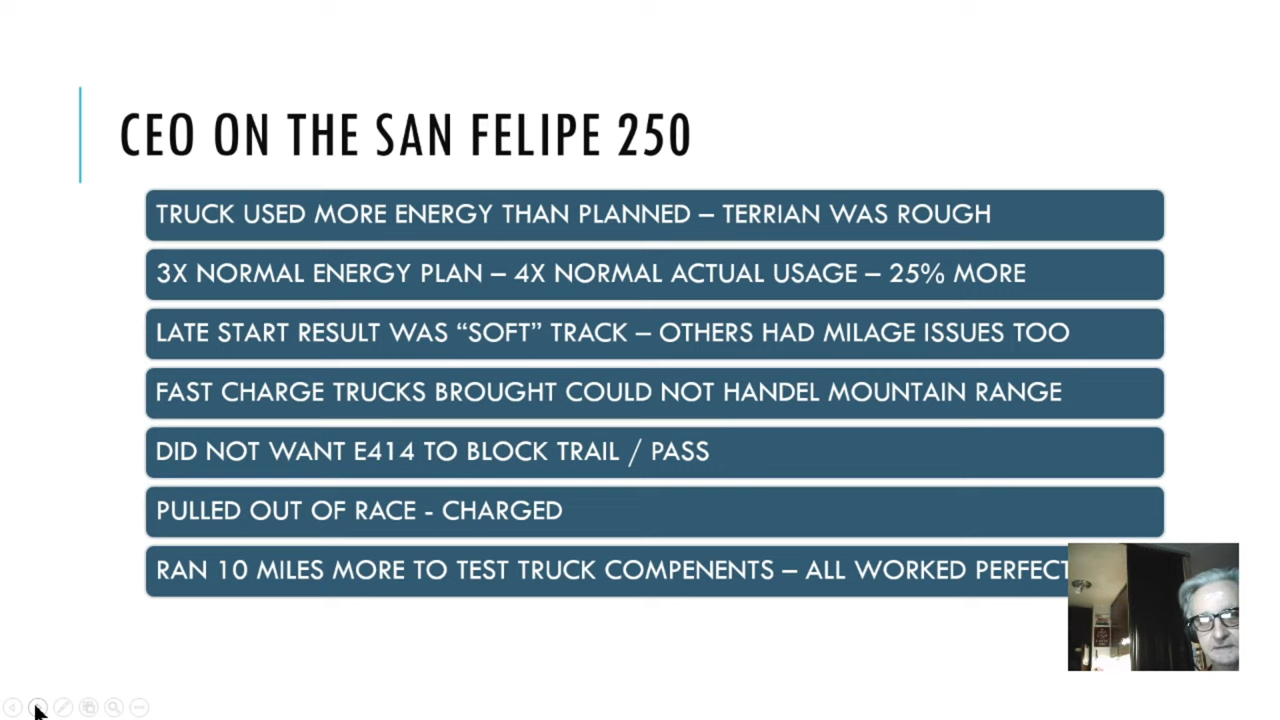 CEO ON THE SAN FELIPE 250
TRUCK USED MORE ENERGY THAN PLANNED – TERRIAN WAS ROUGH
3X NORMAL ENERGY PLAN – 4X NORMAL ACTUAL USAGE – 25% MORE
LATE START RESULT WAS “SOFT” TRACK – OTHERS HAD MILAGE ISSUES TOO
FAST CHARGE TRUCKS BROUGHT COULD NOT HANDEL MOUNTAIN RANGE
DID NOT WANT E414 TO BLOCK TRAIL / PASS
PULLED OUT OF RACE - CHARGED
RAN 10 MILES MORE TO TEST TRUCK COMPENENTS – ALL WORKED PERFECT